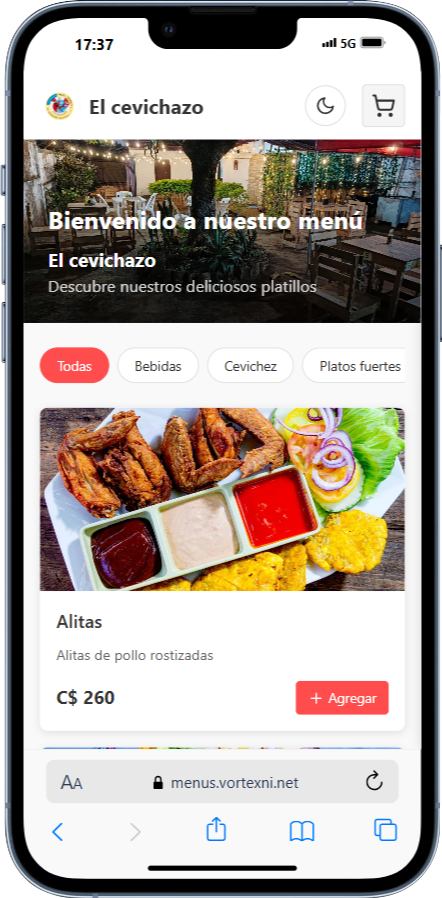 17:37
5G
El cevichazo
Bienvenido a nuestro menú
El cevichazo
Descubre nuestros deliciosos platillos
Todas
Bebidas
Cevichez
Platos fuertes
Alitas
Alitas de pollo rostizadas
C$ 260
+ Agregar
AA
menus.vortexni.net